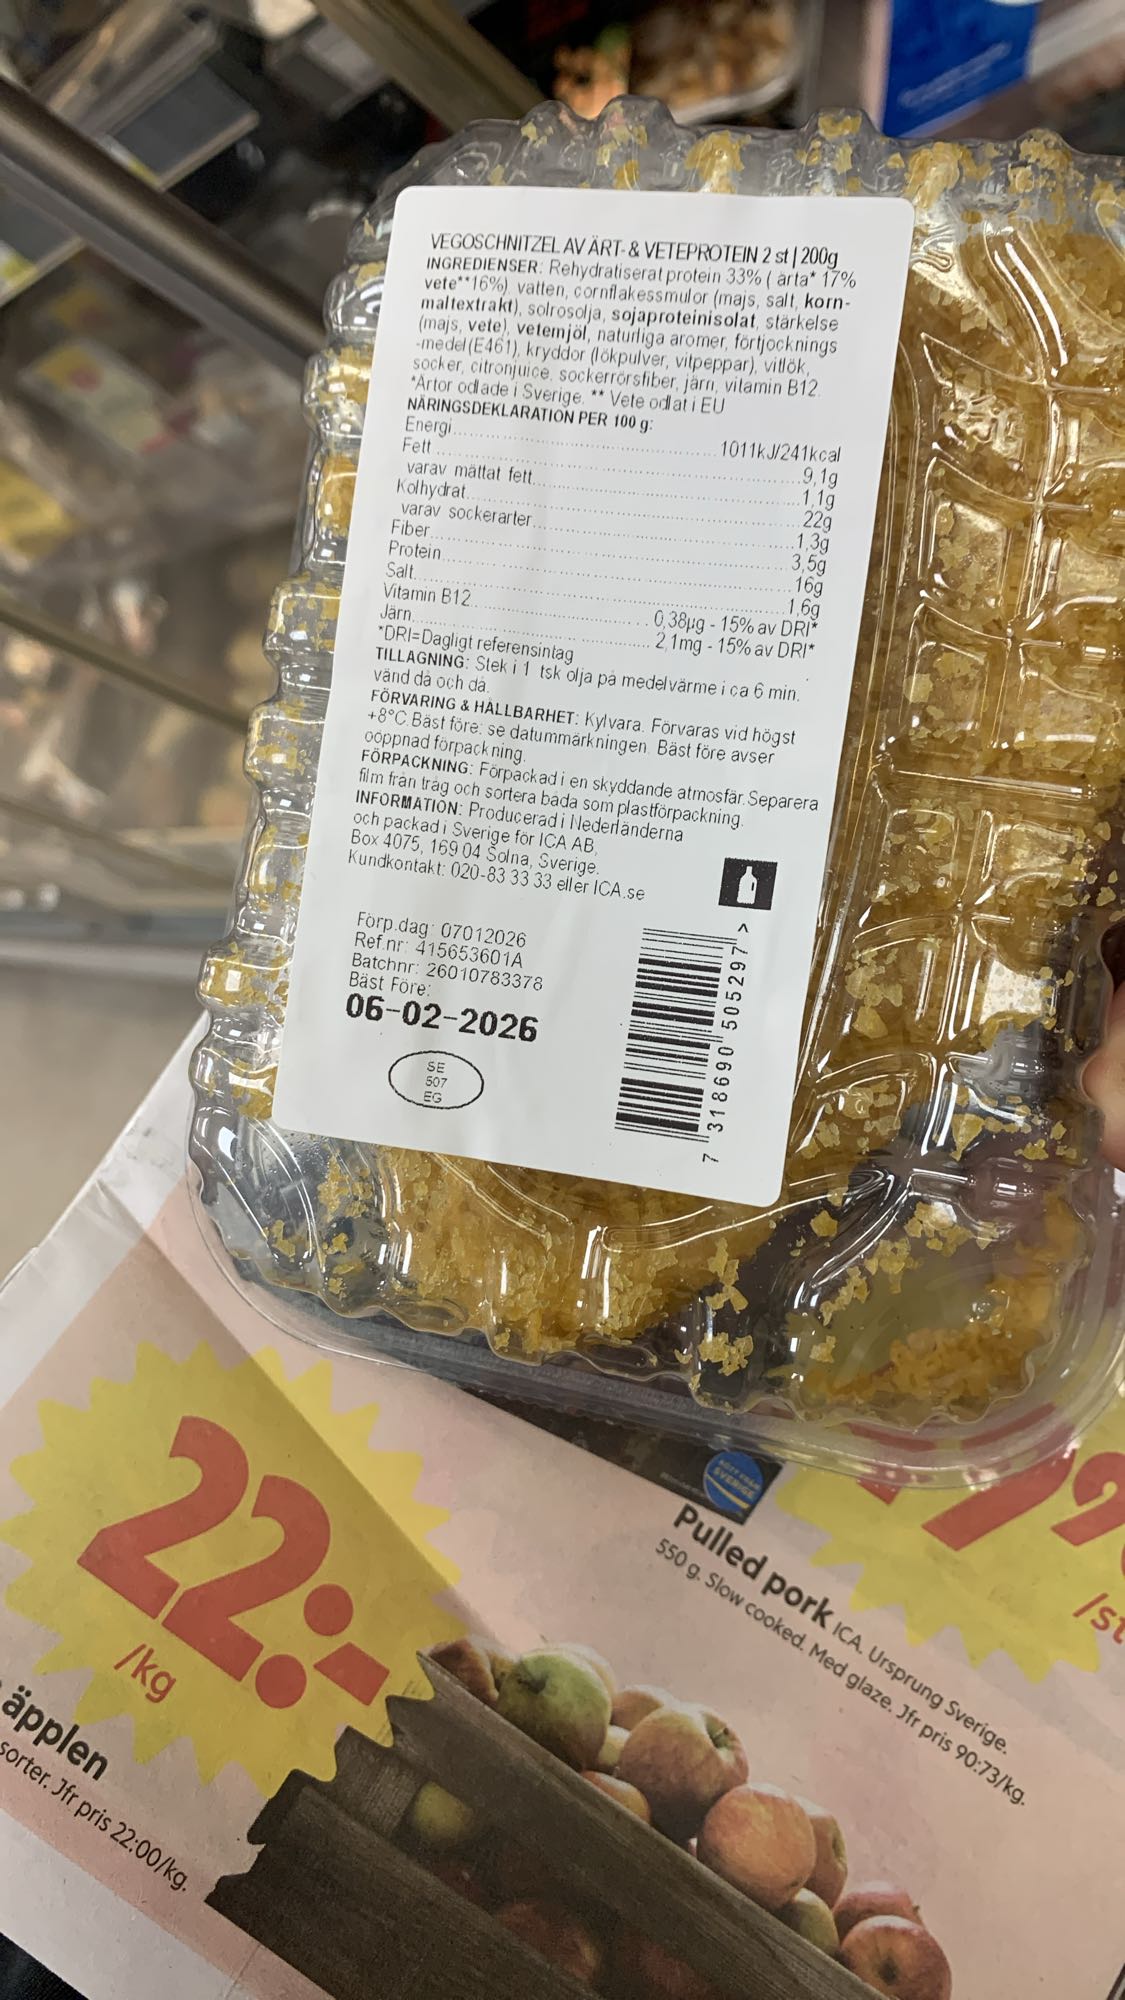 VEGOSCHNITZEL AV ÄRT- & VETEPROTEIN 2 st | 200g
INGREDIENSER: Rehydratiserat protein 33% ( ärta* 17%
vete**16%), vatten, cornflakessmulor (majs, salt, korn-
maltextrakt), solrosolja, sojaproteinisolat, stärkelse
(majs, vete), vetemjöl, naturliga aromer, förtjocknings
-medel (E461), kryddor (lökpulver, vitpeppar), vitlök,
socker, citronjuice, sockerrörsfiber, järn, vitamin B12.
*Ärtor odlade i Sverige. ** Vete odlat i EU
NÄRINGSDEKLARATION PER 100 g:
Energi......1011kJ/241kcal
Fett......9,1g
varav mättat fett......1,1g
Kolhydrat......22g
varav sockerarter......1,3g
Fiber......3,5g
Protein......16g
Salt......1,6g
Vitamin B12......0,38µg - 15% av DRI*
Järn......2,1mg - 15% av DRI*
*DRI=Dagligt referensintag
TILLAGNING: Stek i 1 tsk olja på medelvärme i ca 6 min.
vänd då och då.
FÖRVARING & HÅLLBARHET: Kylvara. Förvaras vid högst
+8°C. Bäst före: se datummärkningen. Bäst före avser
oöppnad förpackning.
FÖRPACKNING: Förpackad i en skyddande atmosfär. Separera
film från tråg och sortera båda som plastförpackning.
INFORMATION: Producerad i Nederländerna
och packad i Sverige för ICA AB,
Box 4075, 169 04 Solna, Sverige.
Kundkontakt: 020-83 33 33 eller ICA.se
Förp.dag: 07012026
Ref.nr: 415653601A
Batchnr: 26010783378
Bäst Före:
06-02-2026
SE
507
EG
7 318690 505297 >
22:-
/kg
äpplen
sorter. Jfr pris 22:00/kg.
KÖTT FRÅN
SVERIGE
/st
Pulled pork ICA. Ursprung Sverige.
550 g. Slow cooked. Med glaze. Jfr pris 90:73/kg.